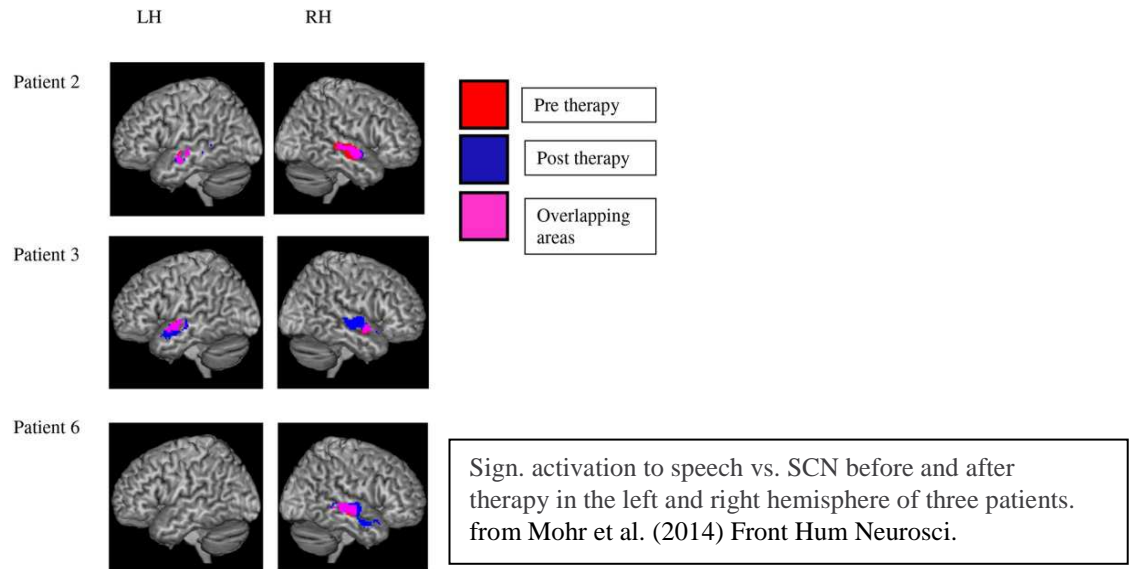 LH RH
Patient 2
Pre therapy
Post therapy
Overlapping
areas
Patient 3
Patient 6
Sign. activation to speech vs. SCN before and after
therapy in the left and right hemisphere of three patients.
from Mohr et al. (2014) Front Hum Neurosci.